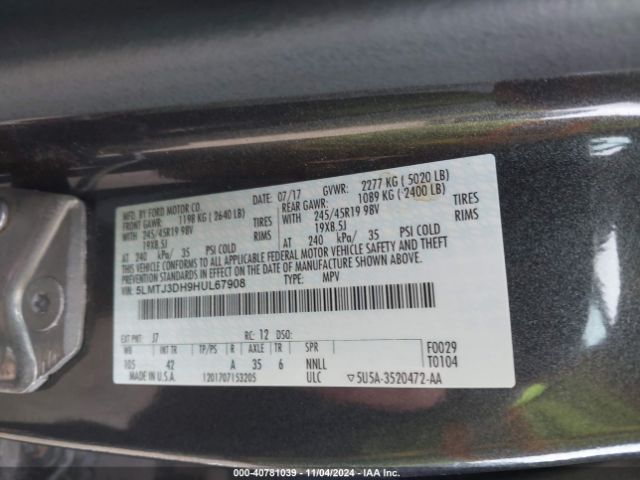 MFD. BY FORD MOTOR CO. DATE: 07/17 GVWR: 2277 KG ( 5020 LB)
FRONT GAWR: 1198 KG ( 2640 LB) REAR GAWR: 1089 KG ( 2400 LB)
WITH 245/45R19 98V TIRES WITH 245/45R19 98V TIRES
19X8.5J RIMS 19X8.5J RIMS
AT 240 kPa/ 35 PSI COLD AT 240 kPa/ 35 PSI COLD
THIS VEHICLE CONFORMS TO ALL APPLICABLE FEDERAL MOTOR VEHICLE SAFETY AND THEFT
PREVENTION STANDARDS IN EFFECT ON THE DATE OF MANUFACTURE SHOWN ABOVE.
VIN: 5LMTJ3DH9HUL67908 TYPE: MPV
EXT PNT: J7 RC: 12 DSO:
WB INT TR TP/PS R AXLE TR SPR F0029
105 42 A 35 6 NNLL T0104
MADE IN U.S.A. 1201707153205 ULC ▽5U5A-3520472-AA
000-40781039 - 11/04/2024 - IAA Inc.